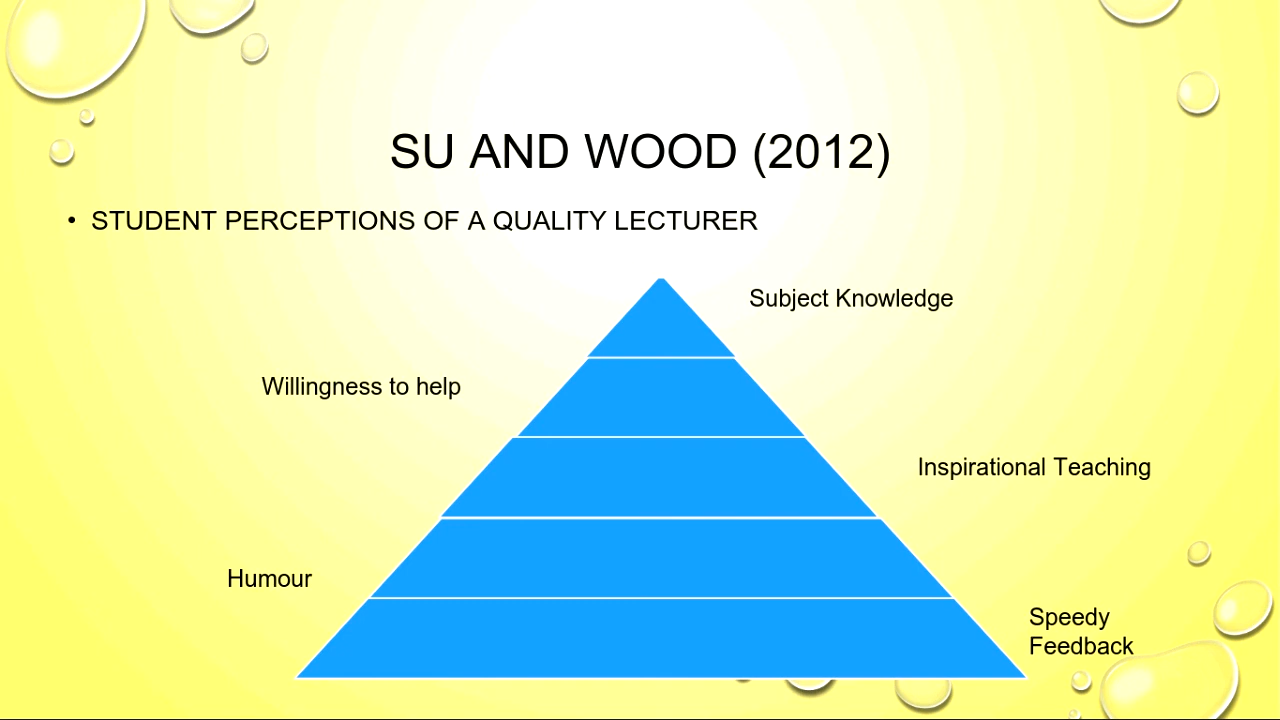 SU AND WOOD (2012)
• STUDENT PERCEPTIONS OF A QUALITY LECTURER
Subject Knowledge
Willingness to help
Inspirational Teaching
Humour
Speedy
Feedback